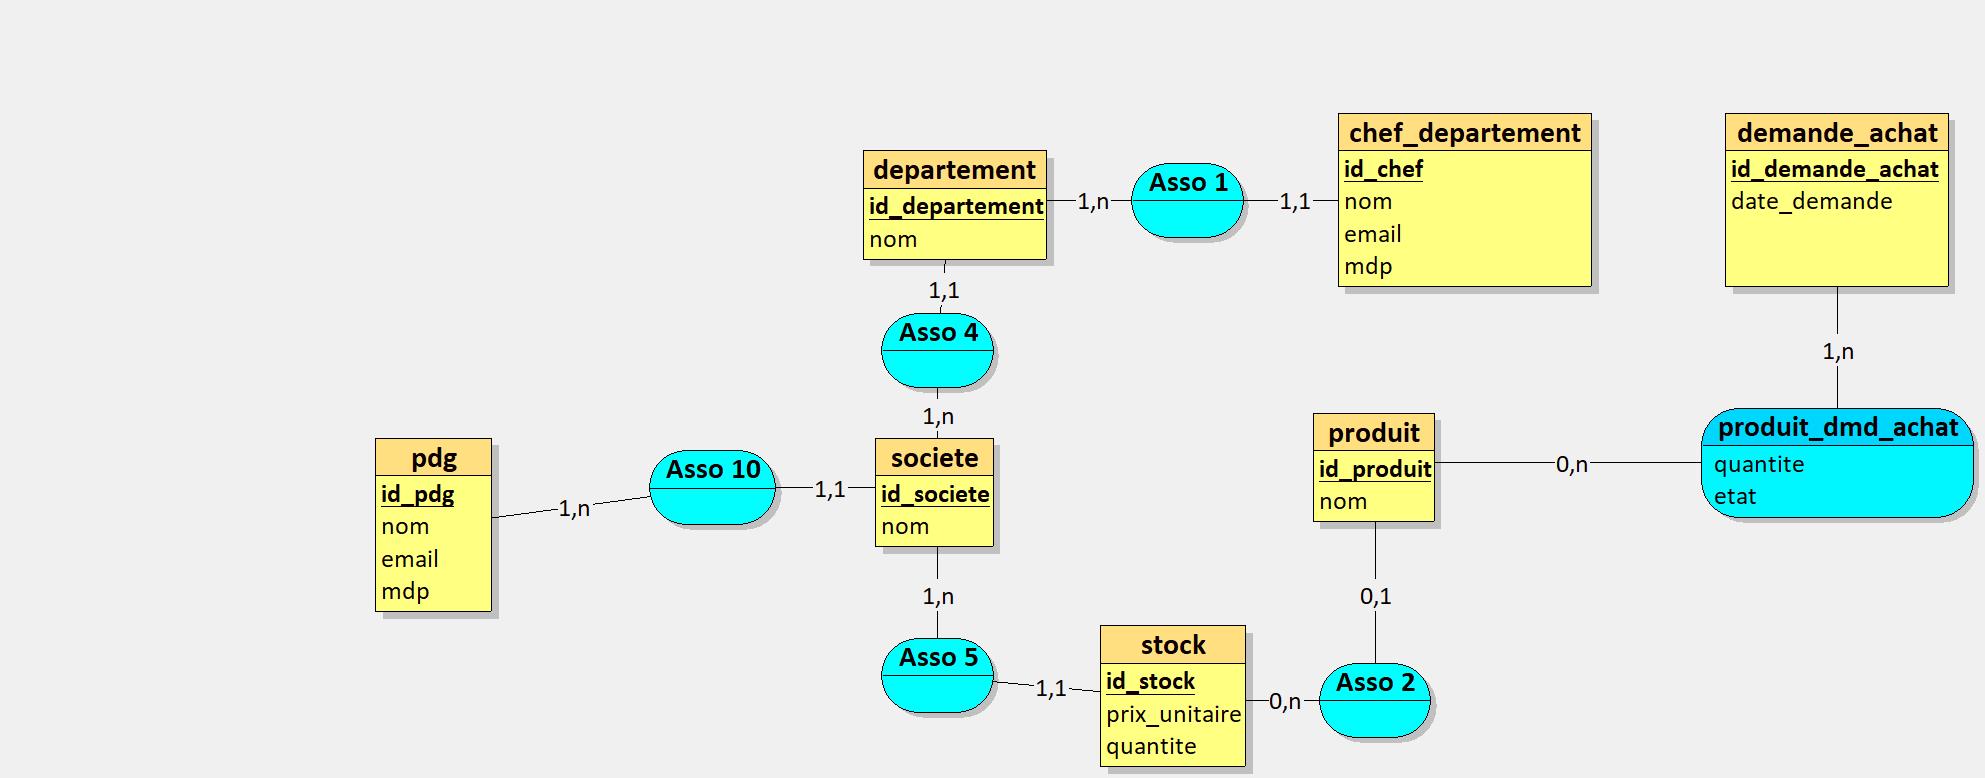 departement
id_departement
nom
1,n
Asso 1
1,1
chef_departement
id_chef
nom
email
mdp
demande_achat
id_demande_achat
date_demande
1,1
Asso 4
1,n
1,n
pdg
id_pdg
nom
email
mdp
1,n
Asso 10
1,1
societe
id_societe
nom
produit
id_produit
nom
0,n
produit_dmd_achat
quantite
etat
1,n
Asso 5
1,1
stock
id_stock
prix_unitaire
quantite
0,n
Asso 2
0,1